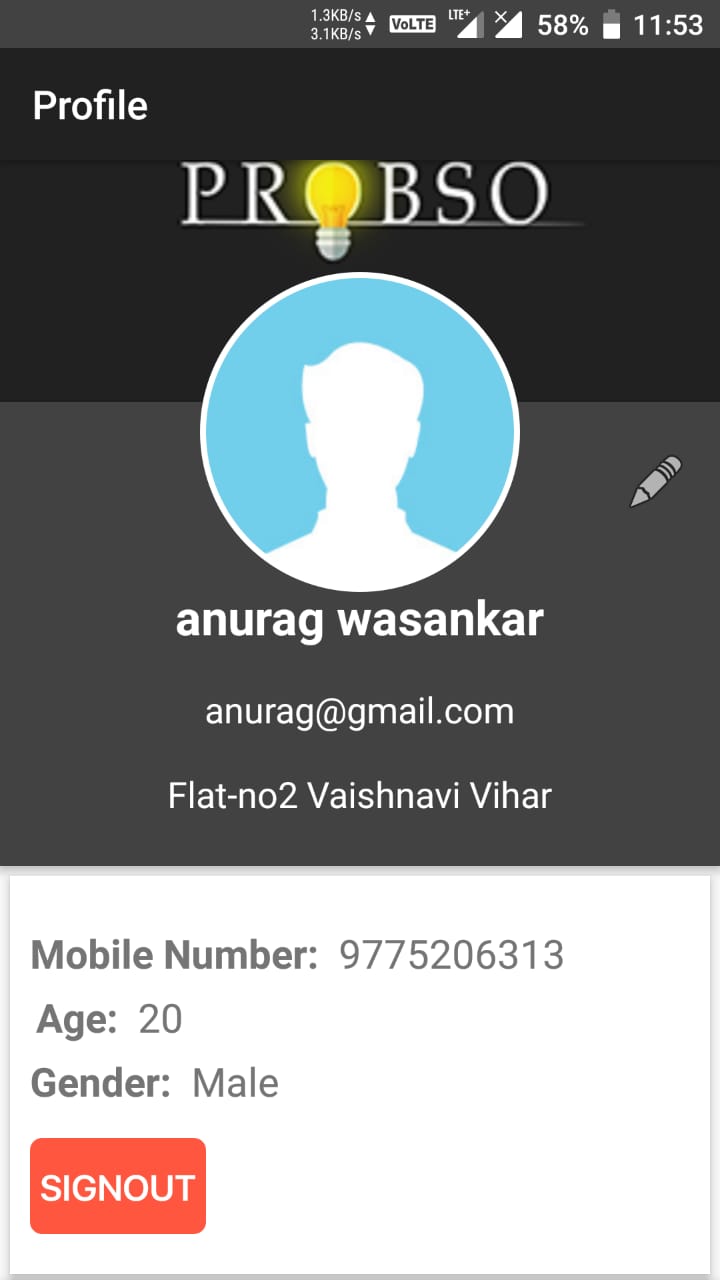 1.3KB/s
3.1KB/s VoLTE LTE+ 58% 11:53
Profile
PROBSO
anurag wasankar
anurag@gmail.com
Flat-no2 Vaishnavi Vihar
Mobile Number: 9775206313
Age: 20
Gender: Male
SIGNOUT